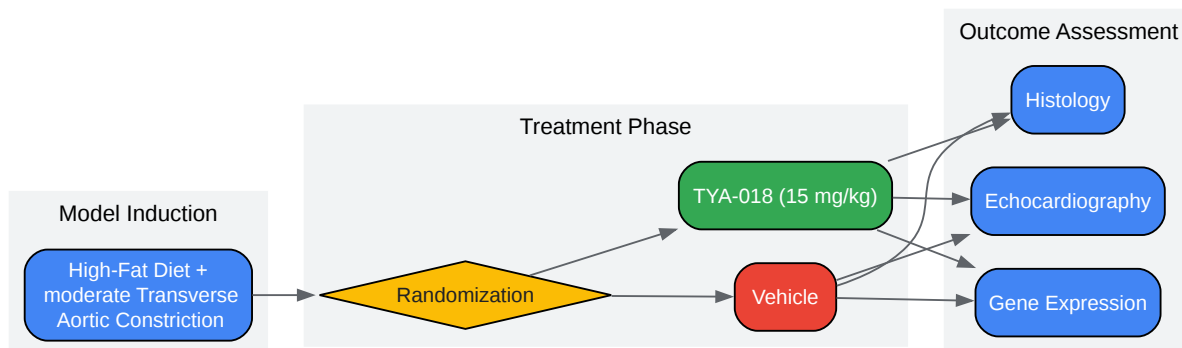 Model Induction
High-Fat Diet +
moderate Transverse
Aortic Constriction
Treatment Phase
Randomization
TYA-018 (15 mg/kg)
Vehicle
Outcome Assessment
Histology
Echocardiography
Gene Expression